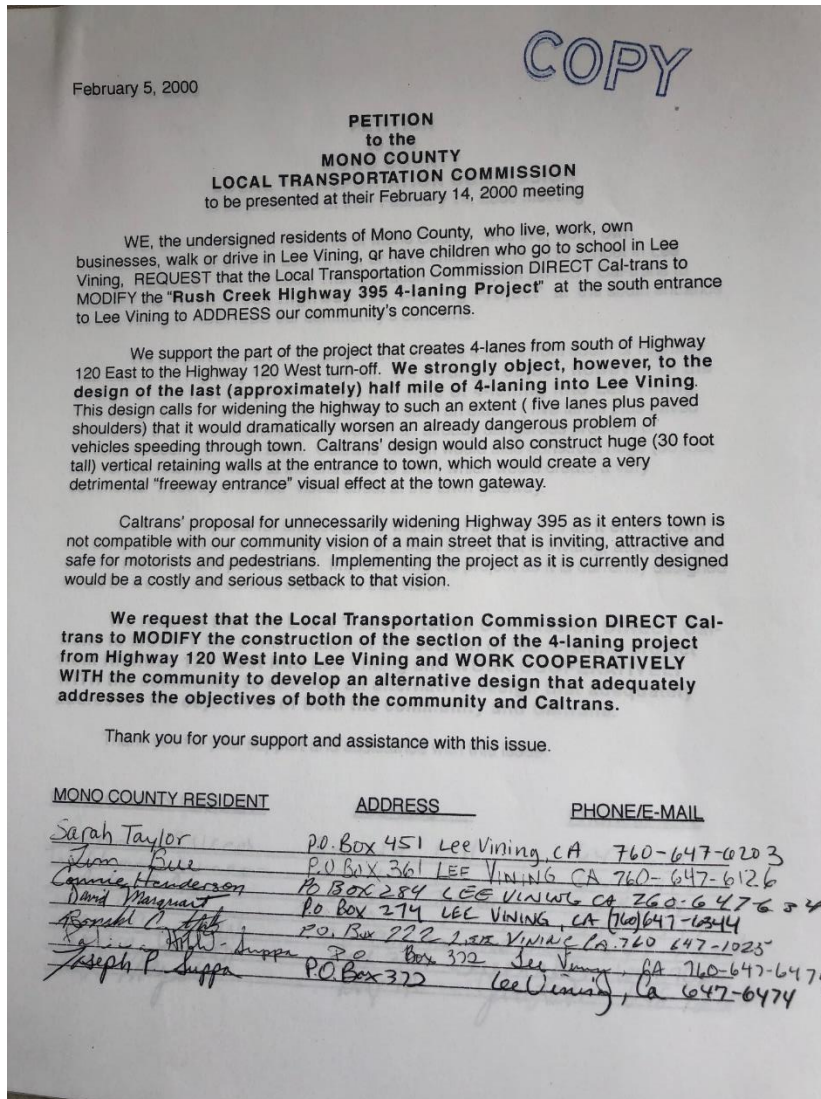 COPY
February 5, 2000
PETITION
to the
MONO COUNTY
LOCAL TRANSPORTATION COMMISSION
to be presented at their February 14, 2000 meeting
WE, the undersigned residents of Mono County, who live, work, own
businesses, walk or drive in Lee Vining, or have children who go to school in Lee
Vining, REQUEST that the Local Transportation Commission DIRECT Cal-trans to
MODIFY the "Rush Creek Highway 395 4-laning Project" at the south entrance
to Lee Vining to ADDRESS our community's concerns.
We support the part of the project that creates 4-lanes from south of Highway
120 East to the Highway 120 West turn-off. We strongly object, however, to the
design of the last (approximately) half mile of 4-laning into Lee Vining.
This design calls for widening the highway to such an extent ( five lanes plus paved
shoulders) that it would dramatically worsen an already dangerous problem of
vehicles speeding through town. Caltrans' design would also construct huge (30 foot
tall) vertical retaining walls at the entrance to town, which would create a very
detrimental "freeway entrance" visual effect at the town gateway.
Caltrans' proposal for unnecessarily widening Highway 395 as it enters town is
not compatible with our community vision of a main street that is inviting, attractive and
safe for motorists and pedestrians. Implementing the project as it is currently designed
would be a costly and serious setback to that vision.
We request that the Local Transportation Commission DIRECT Cal-
trans to MODIFY the construction of the section of the 4-laning project
from Highway 120 West into Lee Vining and WORK COOPERATIVELY
WITH the community to develop an alternative design that adequately
addresses the objectives of both the community and Caltrans.
Thank you for your support and assistance with this issue.
MONO COUNTY RESIDENT ADDRESS PHONE/E-MAIL
Sarah Taylor P.O. Box 451 Lee Vining, CA 760-647-6203
P.O Box 361 LEE VINING CA 760-647-6126
Connie Henderson PO BOX 284 LEE VINING CA 760-647-634
David Marquart P.O. Box 274 LEE VINING, CA (760)647-6344
Ronald C. P.O. Box 222 LEE VINING CA. 760 647-1025
Suppa P O Box 322 Lee Vining, CA 760-647-647
Joseph P Suppa P.O. Box 322 Lee Vining, Ca 647-6474